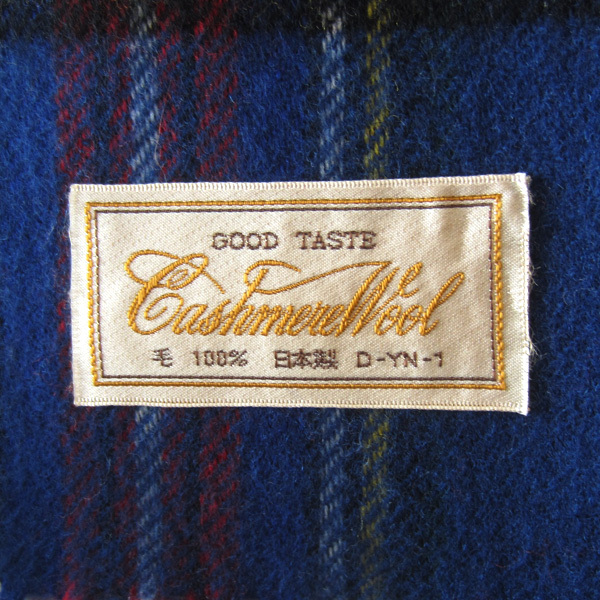 GOOD TASTE
Cashmere Wool
毛 100% 日本製 D-YN-1